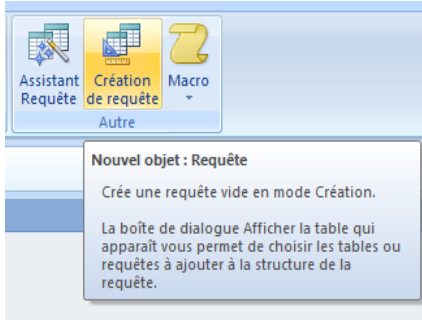 Assistant Création Macro
Requête de requête
Autre
Nouvel objet : Requête
Crée une requête vide en mode Création.
La boîte de dialogue Afficher la table qui
apparaît vous permet de choisir les tables ou
requêtes à ajouter à la structure de la
requête.